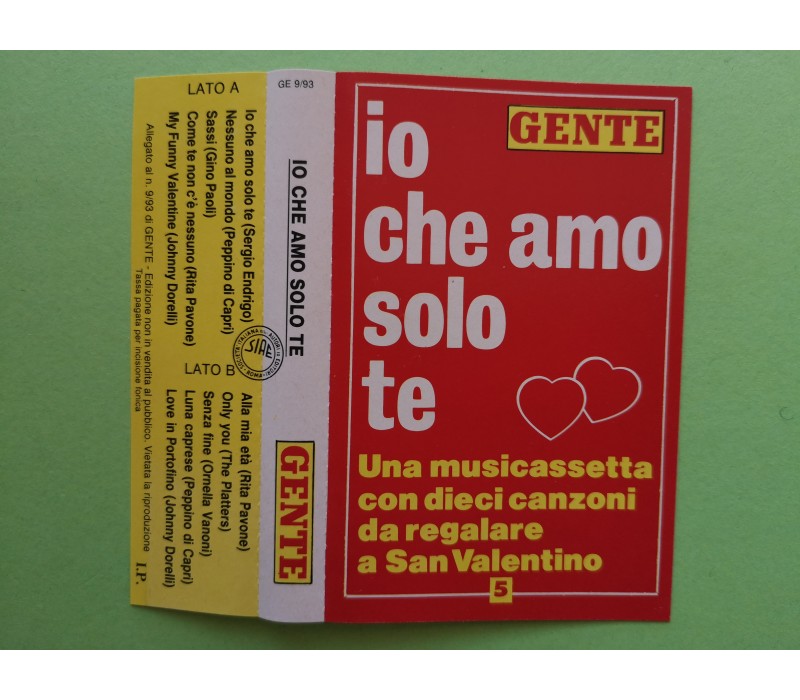 GENTE
io
che amo
solo
te
Una musicassetta
con dieci canzoni
da regalare
a San Valentino
5
GE 9/93
IO CHE AMO SOLO TE
GENTE
LATO A
Io che amo solo te (Sergio Endrigo)
Nessuno al mondo (Peppino di Capri)
Sassi (Gino Paoli)
Come te non c'è nessuno (Rita Pavone)
My Funny Valentine (Johnny Dorelli)
LATO B
Alla mia età (Rita Pavone)
Only you (The Platters)
Senza fine (Ornella Vanoni)
Luna caprese (Peppino di Capri)
Love in Portofino (Johnny Dorelli)
Allegato al n. 9/93 di GENTE - Edizione non in vendita al pubblico. Vietata la riproduzione
Tassa pagata per incisione fonica
I.P.
SIAE